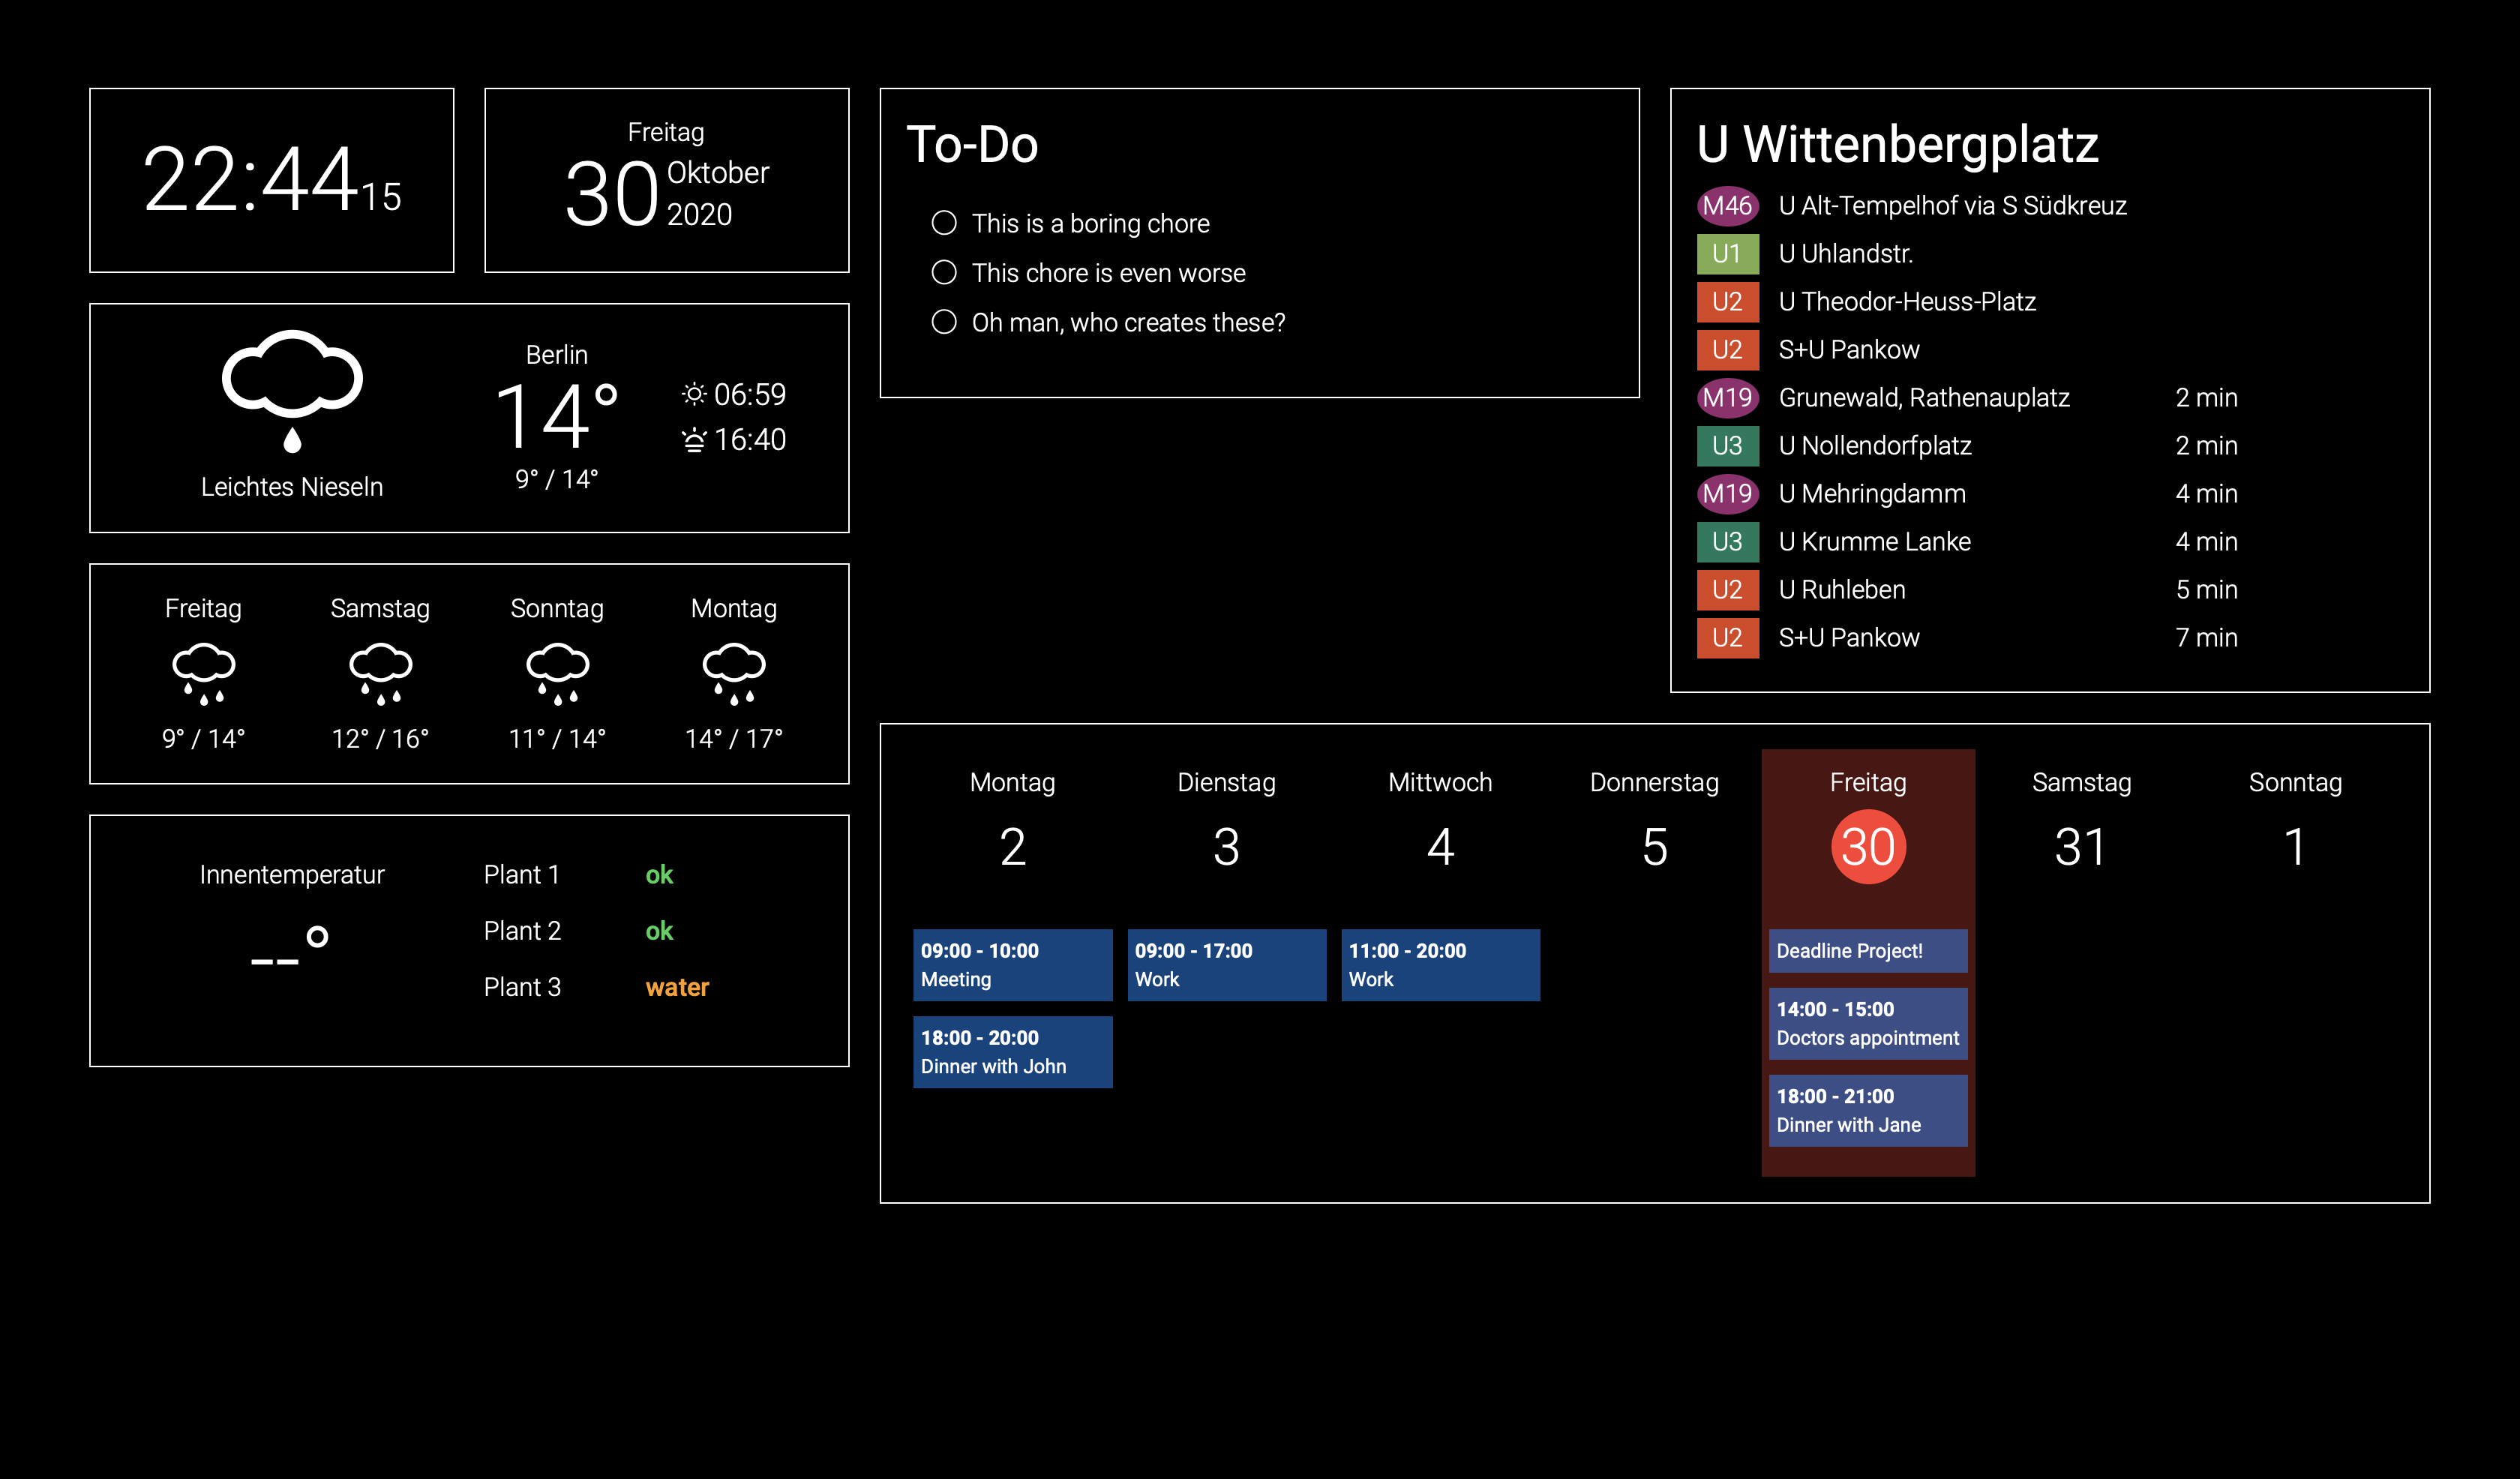 22:44 15
Freitag
30 Oktober
2020
Berlin
14°
9° / 14°
06:59
16:40
Leichtes Nieseln
Freitag Samstag Sonntag Montag
9° / 14° 12° / 16° 11° / 14° 14° / 17°
Innentemperatur
__°
Plant 1 ok
Plant 2 ok
Plant 3 water
To-Do
This is a boring chore
This chore is even worse
Oh man, who creates these?
U Wittenbergplatz
M46 U Alt-Tempelhof via S Südkreuz
U1 U Uhlandstr.
U2 U Theodor-Heuss-Platz
U2 S+U Pankow
M19 Grunewald, Rathenauplatz 2 min
U3 U Nollendorfplatz 2 min
M19 U Mehringdamm 4 min
U3 U Krumme Lanke 4 min
U2 U Ruhleben 5 min
U2 S+U Pankow 7 min
Montag Dienstag Mittwoch Donnerstag Freitag Samstag Sonntag
2 3 4 5 30 31 1
09:00 - 10:00
Meeting
18:00 - 20:00
Dinner with John
09:00 - 17:00
Work
11:00 - 20:00
Work
Deadline Project!
14:00 - 15:00
Doctors appointment
18:00 - 21:00
Dinner with Jane